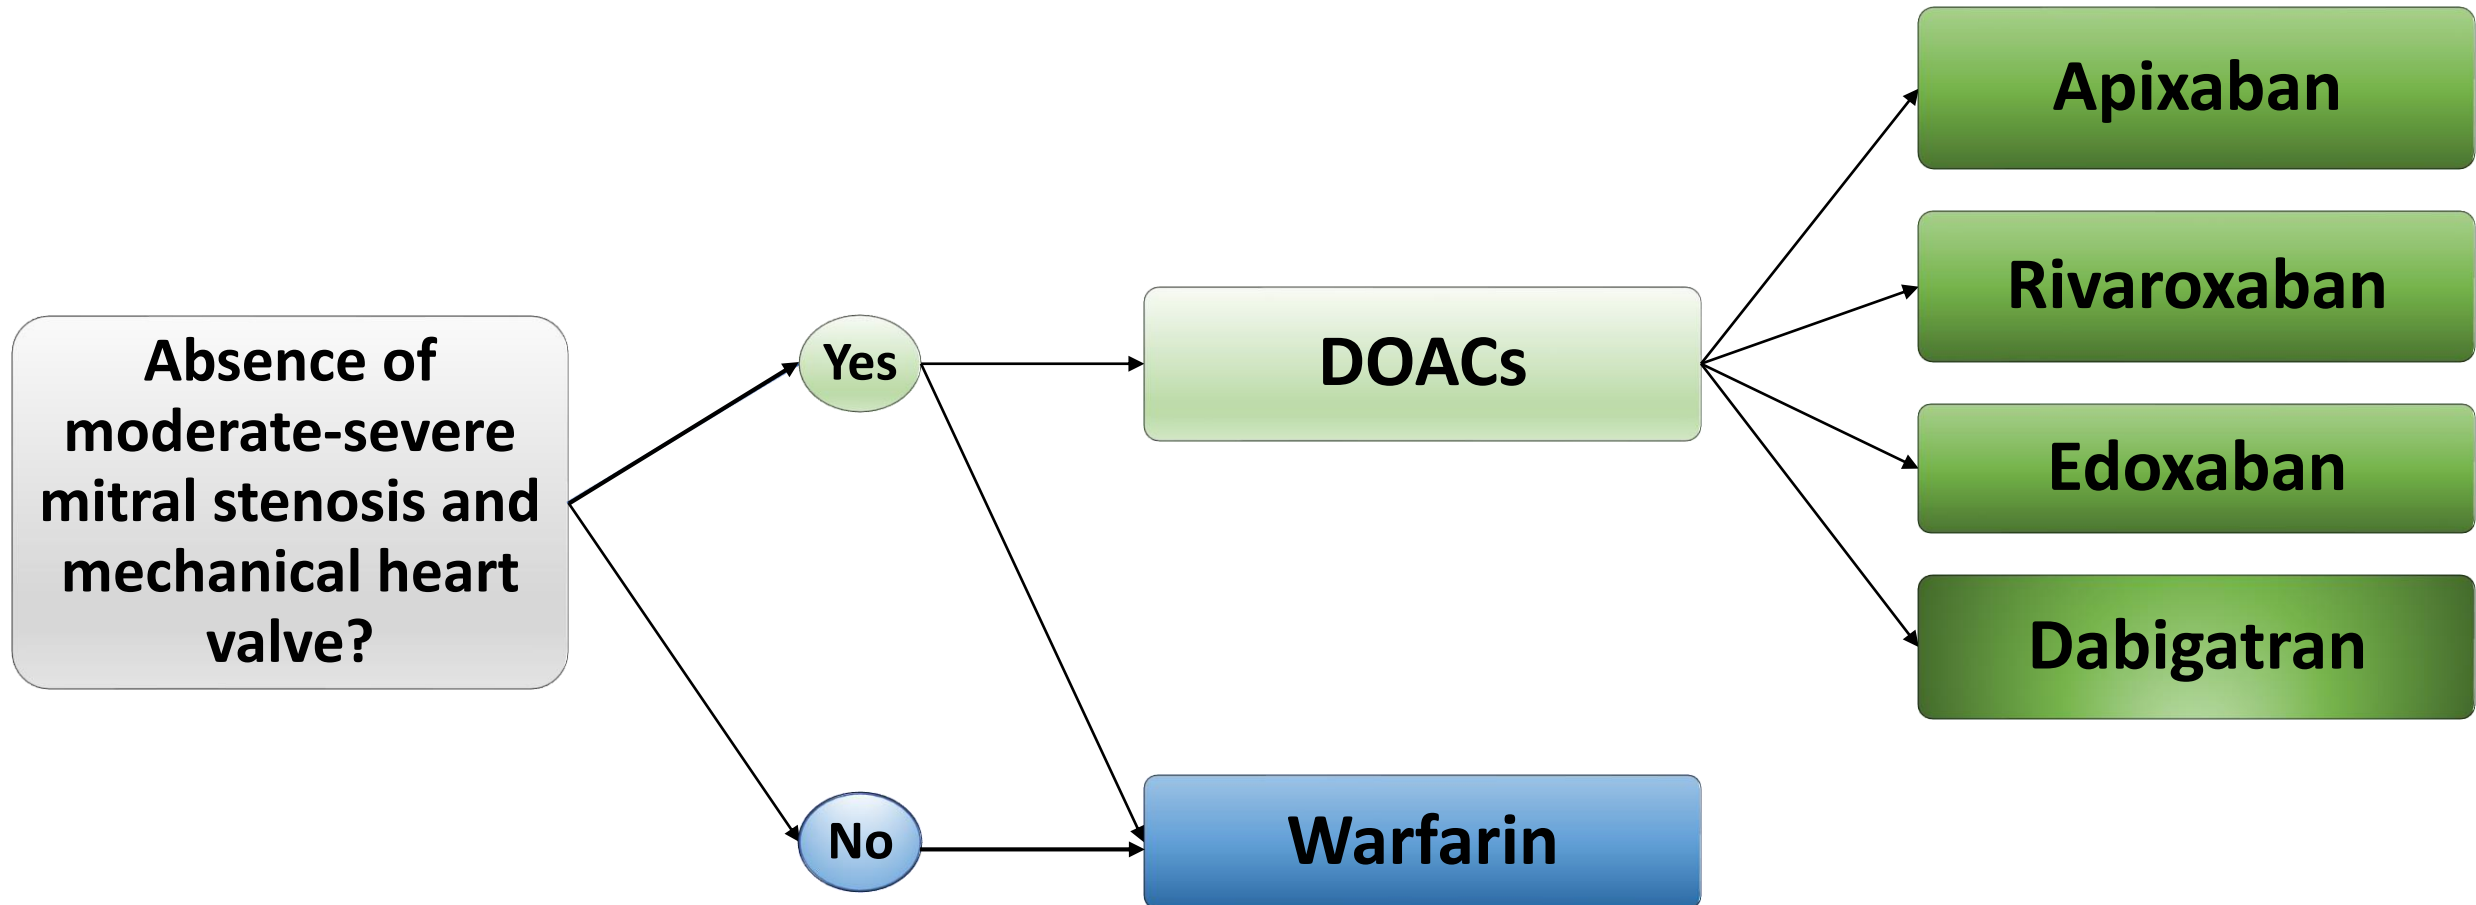 Absence of
moderate-severe
mitral stenosis and
mechanical heart
valve?
Yes
No
DOACs
Warfarin
Apixaban
Rivaroxaban
Edoxaban
Dabigatran